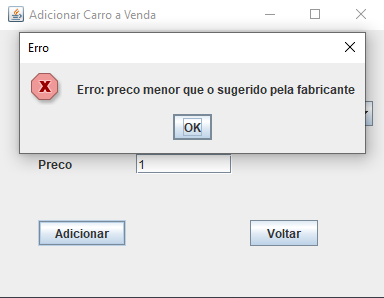 Adicionar Carro a Venda
Erro
Erro: preco menor que o sugerido pela fabricante
OK
Preco 1
Adicionar Voltar